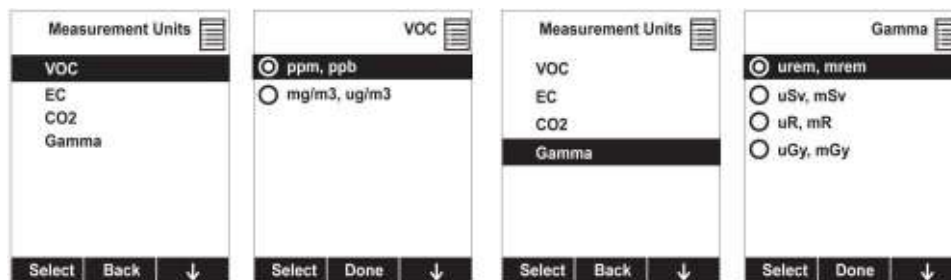 Measurement Units
VOC
EC
CO2
Gamma
Select Back ↓
VOC
ppm, ppb
mg/m3, ug/m3
Select Done ↓
Measurement Units
VOC
EC
CO2
Gamma
Select Back ↓
Gamma
urem, mrem
uSv, mSv
uR, mR
uGy, mGy
Select Done ↓